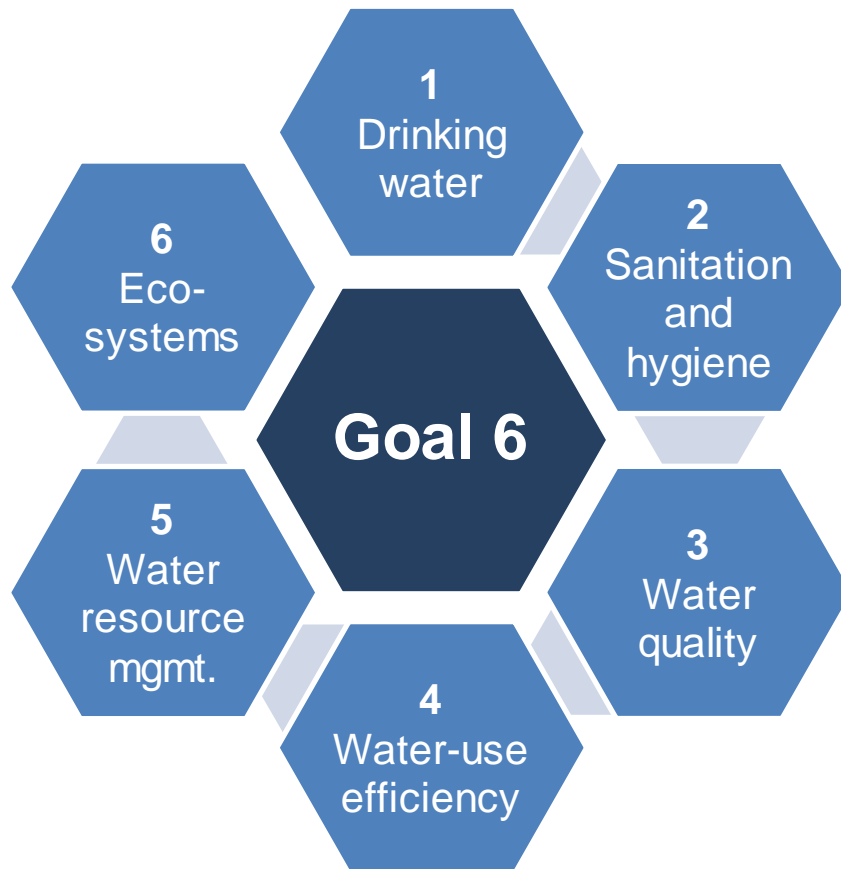 1
Drinking
water
2
Sanitation
and
hygiene
3
Water
quality
4
Water-use
efficiency
5
Water
resource
mgmt.
6
Eco-
systems
Goal 6